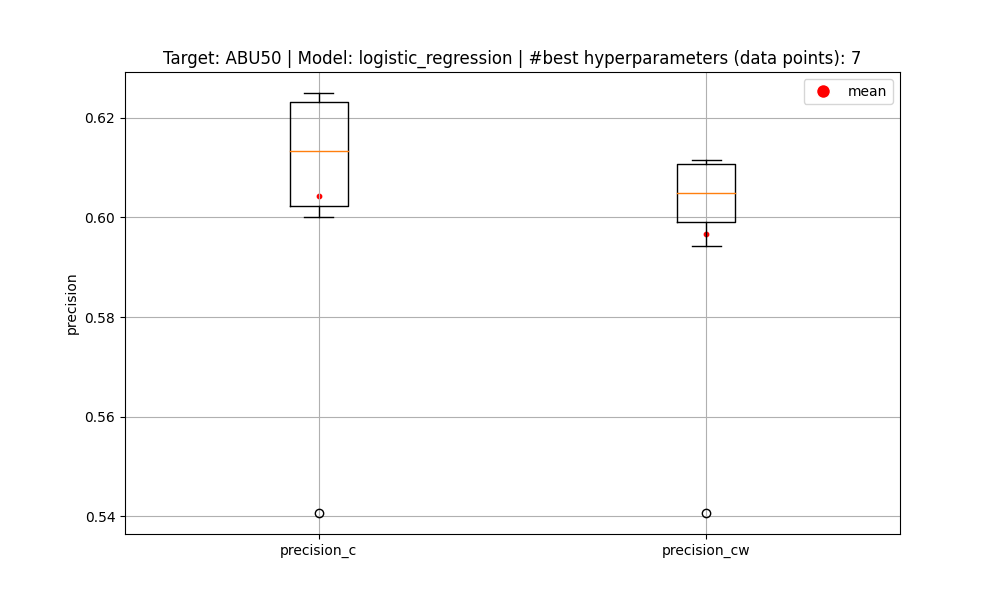 Target: ABU50 | Model: logistic_regression | #best hyperparameters (data points): 7
mean
0.62
0.60
0.58
0.56
0.54
precision
precision_c
precision_cw